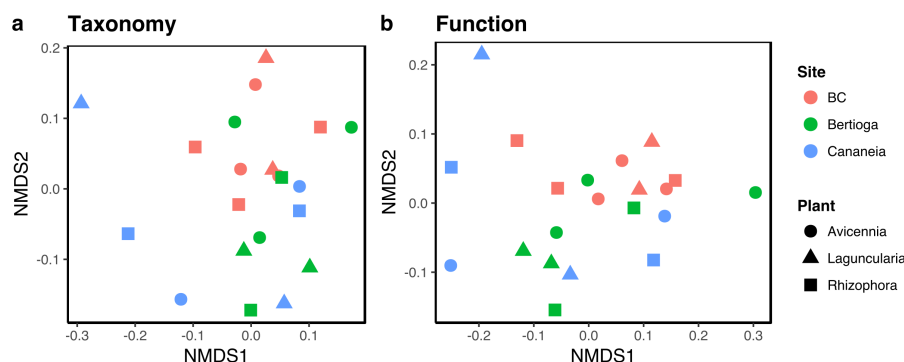 a Taxonomy
0.2
0.1
0.0
-0.1
NMDS2
-0.3 -0.2 -0.1 0.0 0.1
NMDS1
b Function
0.2
0.1
0.0
-0.1
NMDS2
-0.2 -0.1 0.0 0.1 0.2 0.3
NMDS1
Site
BC
Bertioga
Cananeia
Plant
Avicennia
Laguncularia
Rhizophora